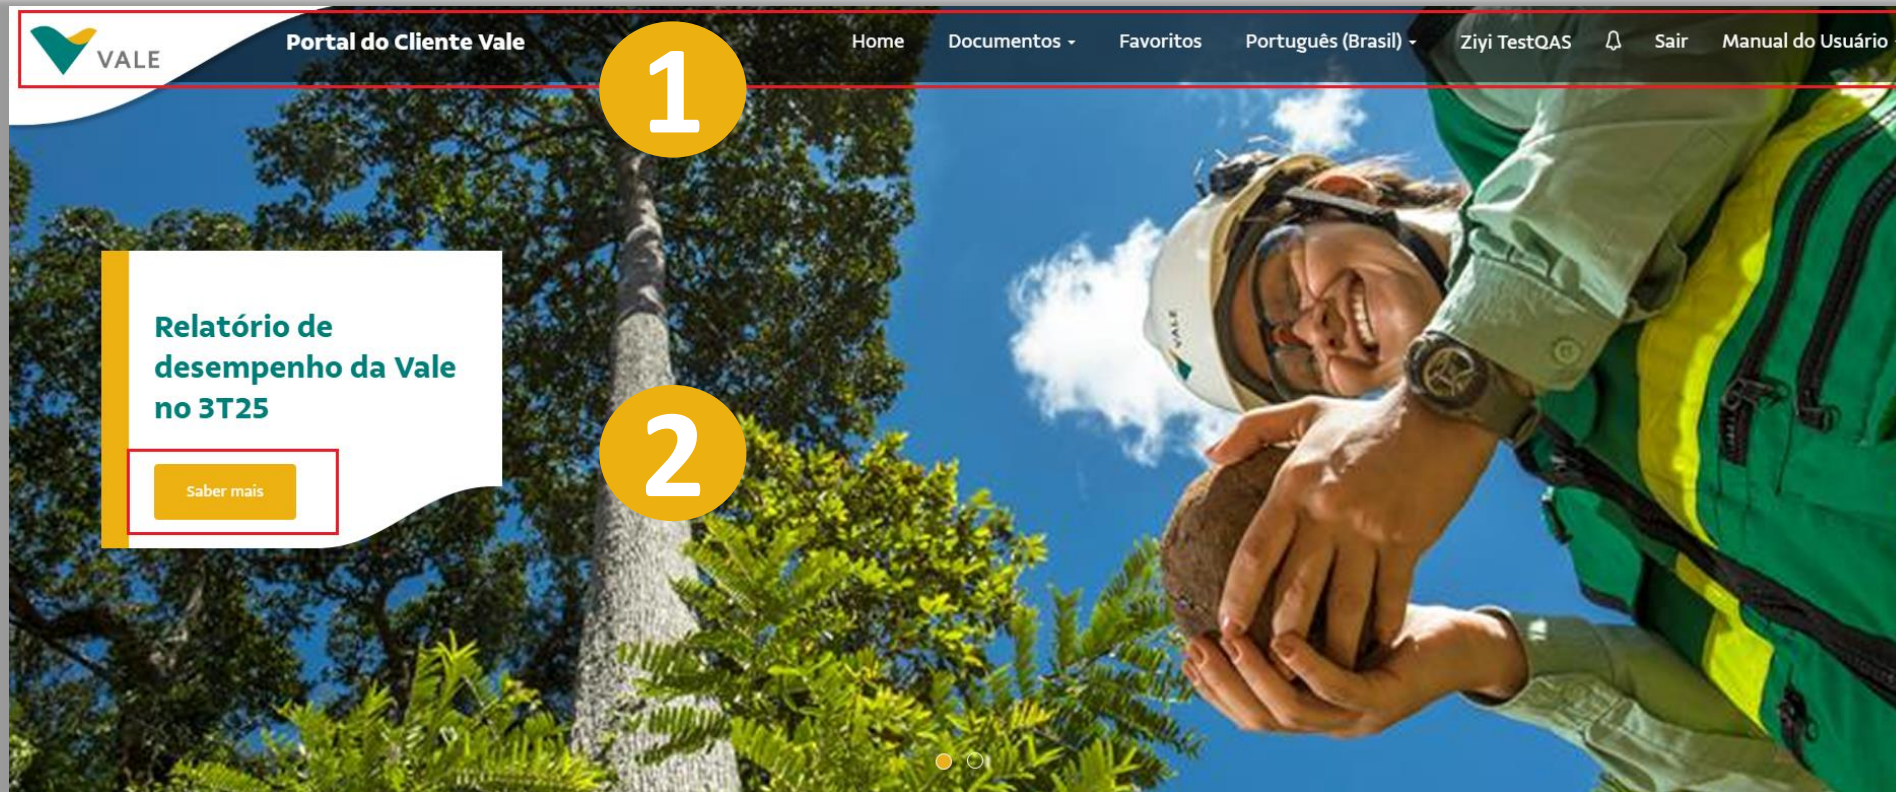 VALE
Portal do Cliente Vale
1
Home
Documentos
Favoritos
Português (Brasil)
Ziyi TestQAS
Sair
Manual do Usuário
Relatório de
desempenho da Vale
no 3T25
2
Saber mais
VALE